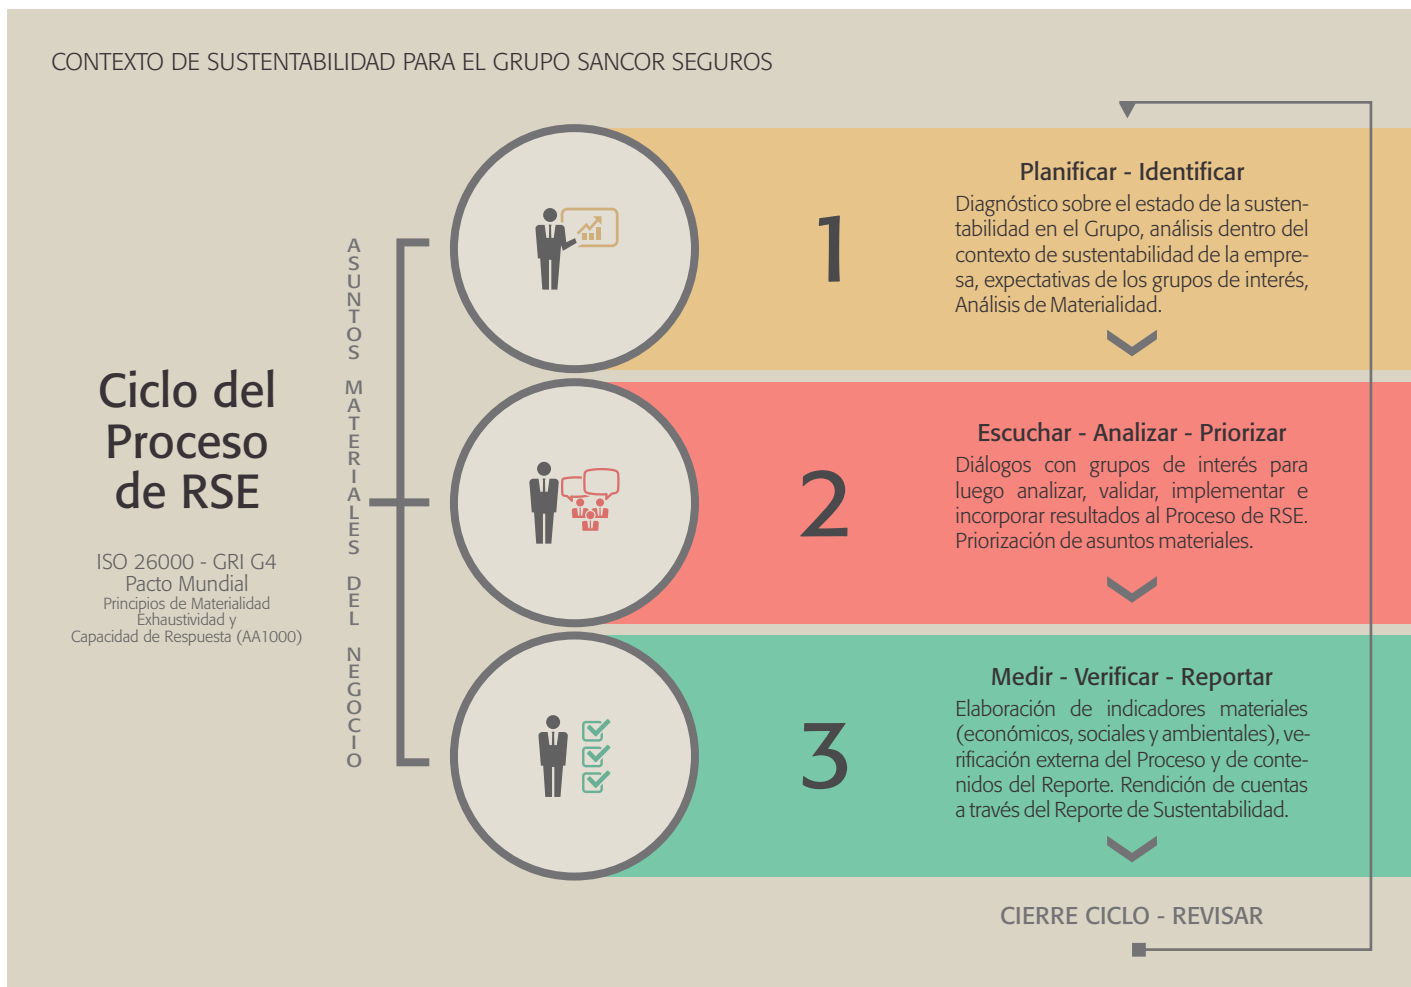 CONTEXTO DE SUSTENTABILIDAD PARA EL GRUPO SANCOR SEGUROS
Ciclo del
Proceso
de RSE
ISO 26000 - GRI G4
Pacto Mundial
Principios de Materialidad
Exhaustividad y
Capacidad de Respuesta (AA1000)
ASUNTOS MATERIALES DEL NEGOCIO
1
Planificar - Identificar
Diagnóstico sobre el estado de la susten-
tabilidad en el Grupo, análisis dentro del
contexto de sustentabilidad de la empre-
sa, expectativas de los grupos de interés,
Análisis de Materialidad.
2
Escuchar - Analizar - Priorizar
Diálogos con grupos de interés para
luego analizar, validar, implementar e
incorporar resultados al Proceso de RSE.
Priorización de asuntos materiales.
3
Medir - Verificar - Reportar
Elaboración de indicadores materiales
(económicos, sociales y ambientales), ve-
rificación externa del Proceso y de conte-
nidos del Reporte. Rendición de cuentas
a través del Reporte de Sustentabilidad.
CIERRE CICLO - REVISAR